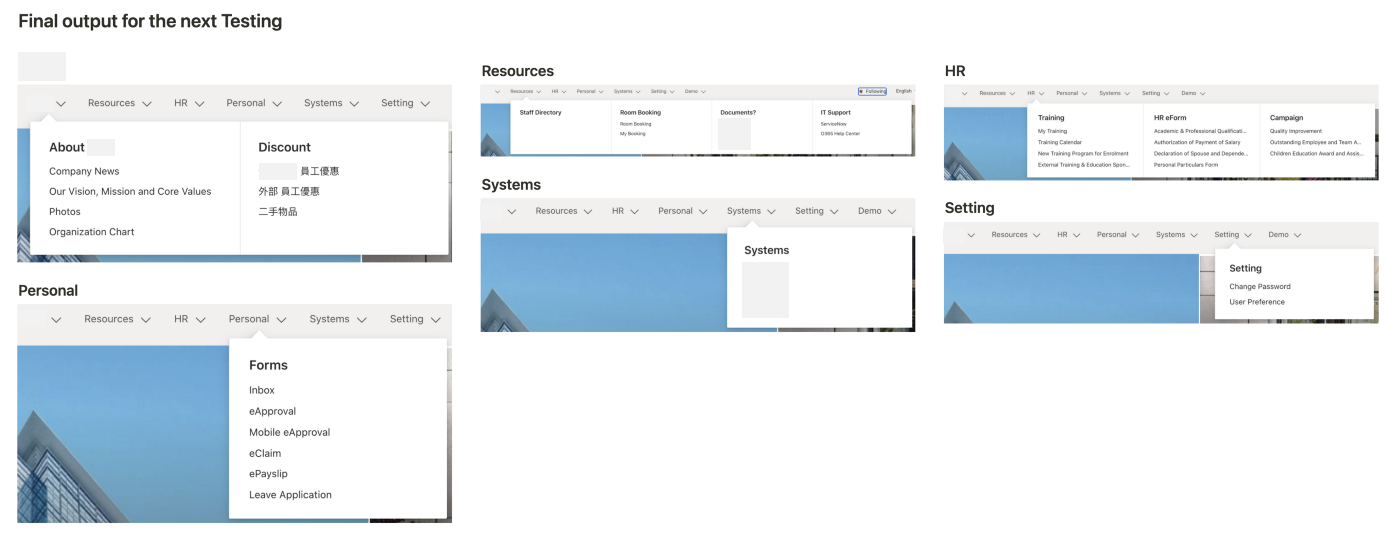 Final output for the next Testing
Resources HR Personal Systems Setting
About
Company News
Our Vision, Mission and Core Values
Photos
Organization Chart
Discount
員工優惠
外部 員工優惠
二手物品
Personal
Resources HR Personal Systems Setting
Forms
Inbox
eApproval
Mobile eApproval
eClaim
ePayslip
Leave Application
Resources
Resources HR Personal Systems Setting Demo Following English
Staff Directory
Room Booking
Room Booking
My Booking
Documents?
IT Support
ServiceNow
O365 Help Center
Systems
Resources HR Personal Systems Setting Demo
Systems
HR
Resources HR Personal Systems Setting Demo
Training
My Training
Training Calendar
New Training Program for Enrolment
External Training & Education Spon...
HR eForm
Academic & Professional Qualificati...
Authorization of Payment of Salary
Declaration of Spouse and Depende...
Personal Particulars Form
Campaign
Quality Improvement
Outstanding Employee and Team A...
Children Education Award and Assis...
Setting
Resources HR Personal Systems Setting Demo
Setting
Change Password
User Preference